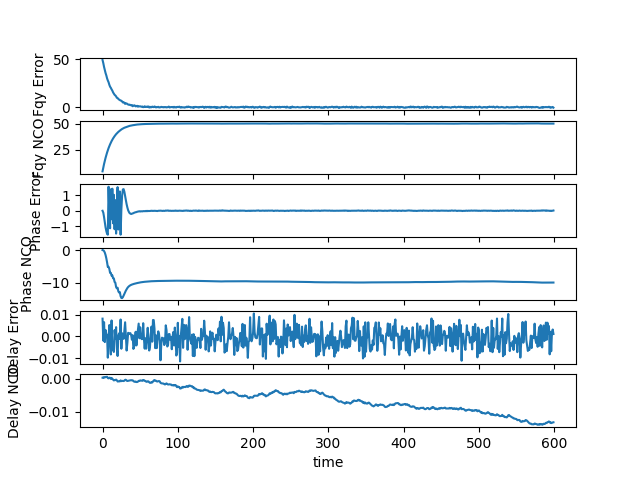 50
0
Fqy Error
50
25
Fqy NCO
1
0
−1
Phase Error
0
−10
Phase NCO
0.01
0.00
−0.01
Delay Error
0.00
−0.01
Delay NCO
0 100 200 300 400 500 600
time